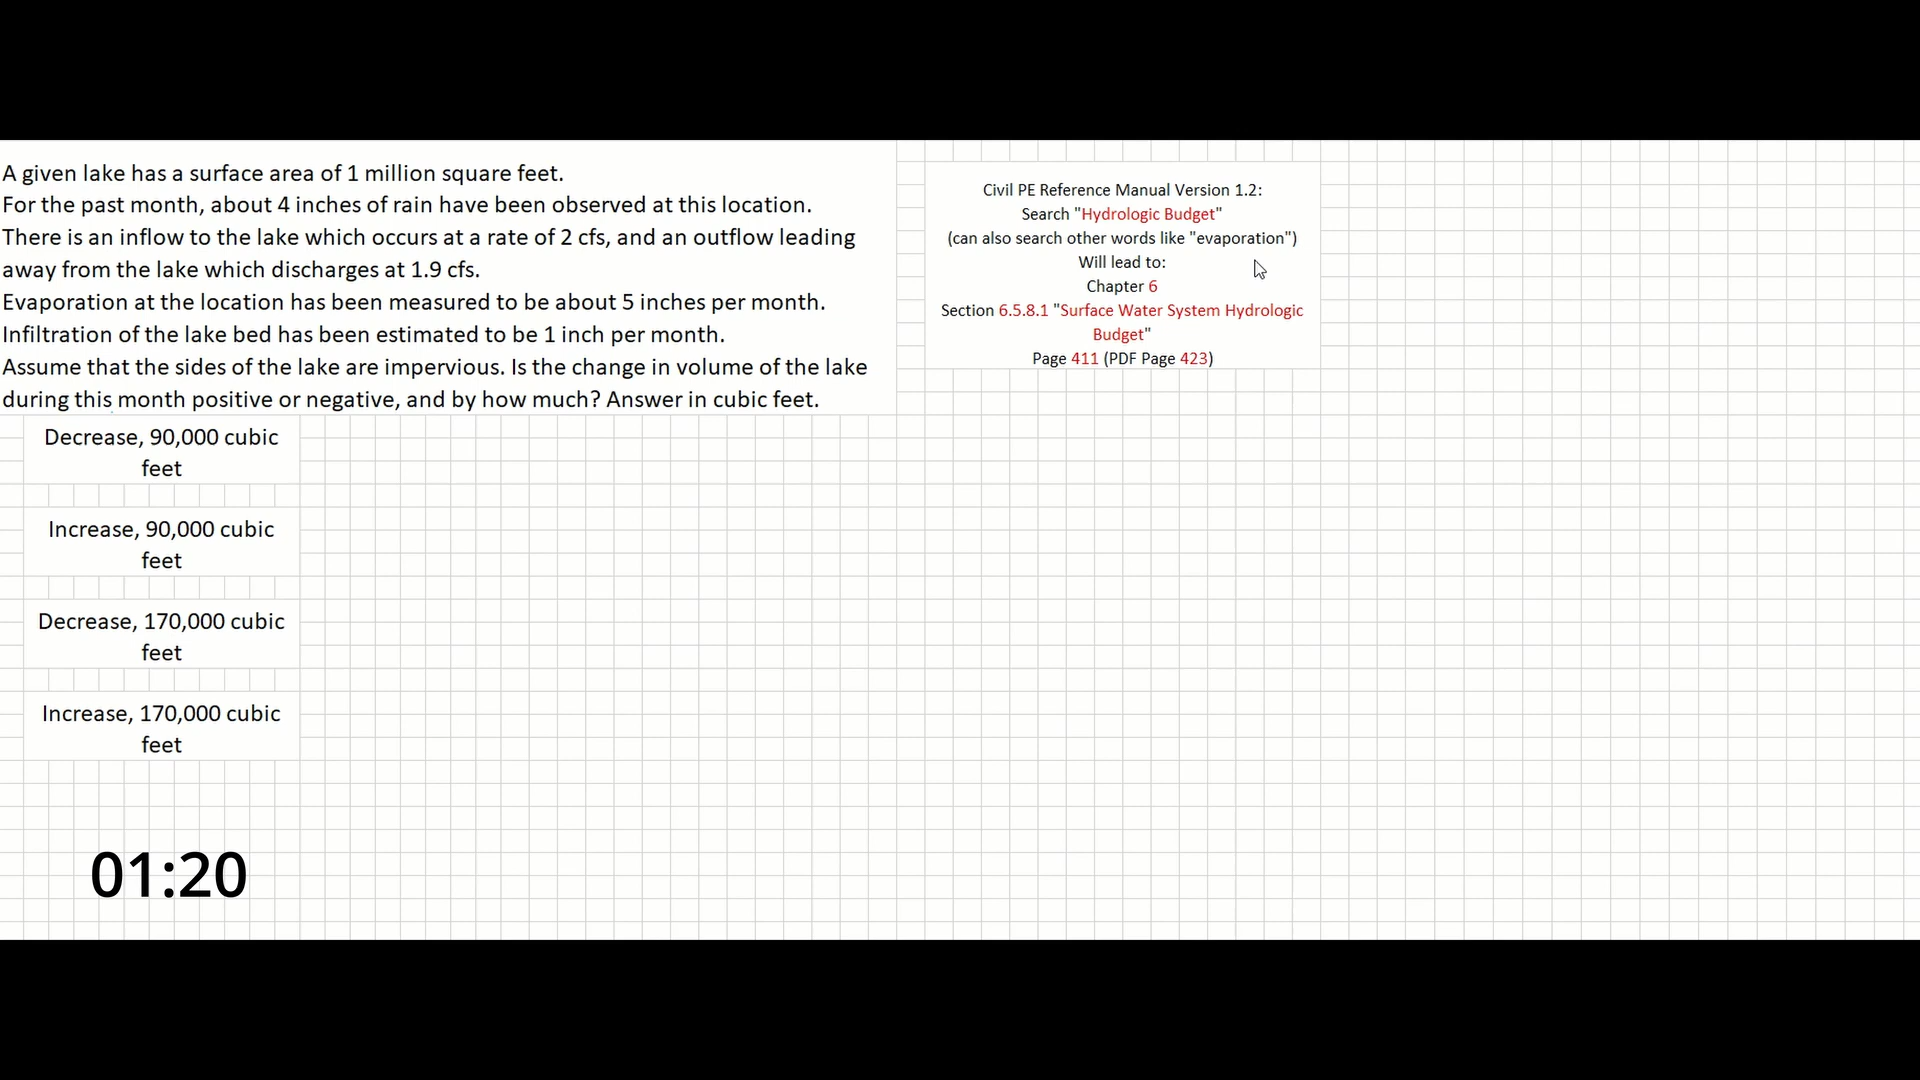 A given lake has a surface area of 1 million square feet.
For the past month, about 4 inches of rain have been observed at this location.
There is an inflow to the lake which occurs at a rate of 2 cfs, and an outflow leading
away from the lake which discharges at 1.9 cfs.
Evaporation at the location has been measured to be about 5 inches per month.
Infiltration of the lake bed has been estimated to be 1 inch per month.
Assume that the sides of the lake are impervious. Is the change in volume of the lake
during this month positive or negative, and by how much? Answer in cubic feet.
Decrease, 90,000 cubic
feet
Increase, 90,000 cubic
feet
Decrease, 170,000 cubic
feet
Increase, 170,000 cubic
feet
01:20
Civil PE Reference Manual Version 1.2:
Search "Hydrologic Budget"
(can also search other words like "evaporation")
Will lead to:
Chapter 6
Section 6.5.8.1 "Surface Water System Hydrologic
Budget"
Page 411 (PDF Page 423)